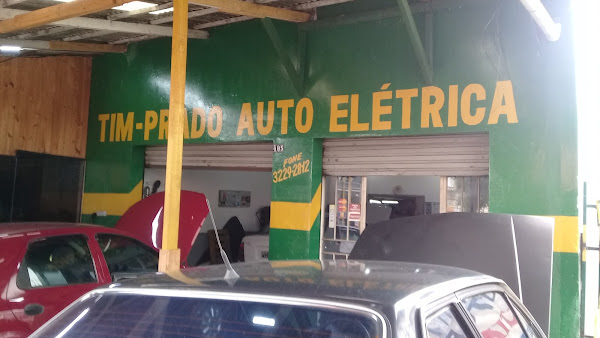 TIM-PRADO AUTO ELÉTRICA
FONE
3229-2812